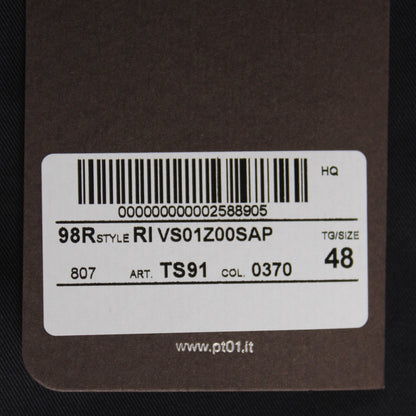 HQ
000000000002588905
98R STYLE RI VS01Z00SAP TG/SIZE
807 ART. TS91 COL. 0370 48
www.pt01.it